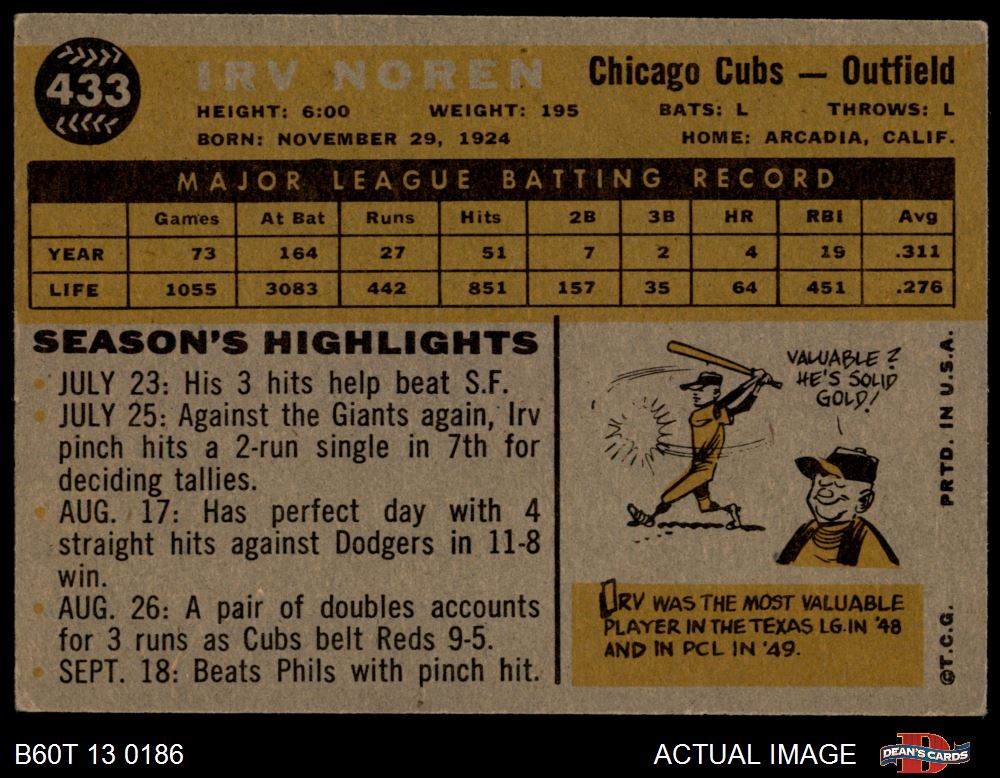 433
IRV NOREN
Chicago Cubs — Outfield
HEIGHT: 6:00 WEIGHT: 195 BATS: L THROWS: L
BORN: NOVEMBER 29, 1924 HOME: ARCADIA, CALIF.
MAJOR LEAGUE BATTING RECORD
Games At Bat Runs Hits 2B 3B HR RBI Avg
YEAR 73 164 27 51 7 2 4 19 .311
LIFE 1055 3083 442 851 157 35 64 451 .276
SEASON'S HIGHLIGHTS
JULY 23: His 3 hits help beat S.F.
JULY 25: Against the Giants again, Irv
pinch hits a 2-run single in 7th for
deciding tallies.
AUG. 17: Has perfect day with 4
straight hits against Dodgers in 11-8
win.
AUG. 26: A pair of doubles accounts
for 3 runs as Cubs belt Reds 9-5.
SEPT. 18: Beats Phils with pinch hit.
VALUABLE?
HE'S SOLID
GOLD!
IRV WAS THE MOST VALUABLE
PLAYER IN THE TEXAS LG. IN '48
AND IN PCL IN '49.
©T.C.G. PRTD. IN U.S.A.
B60T 13 0186
ACTUAL IMAGE
DEAN'S CARDS